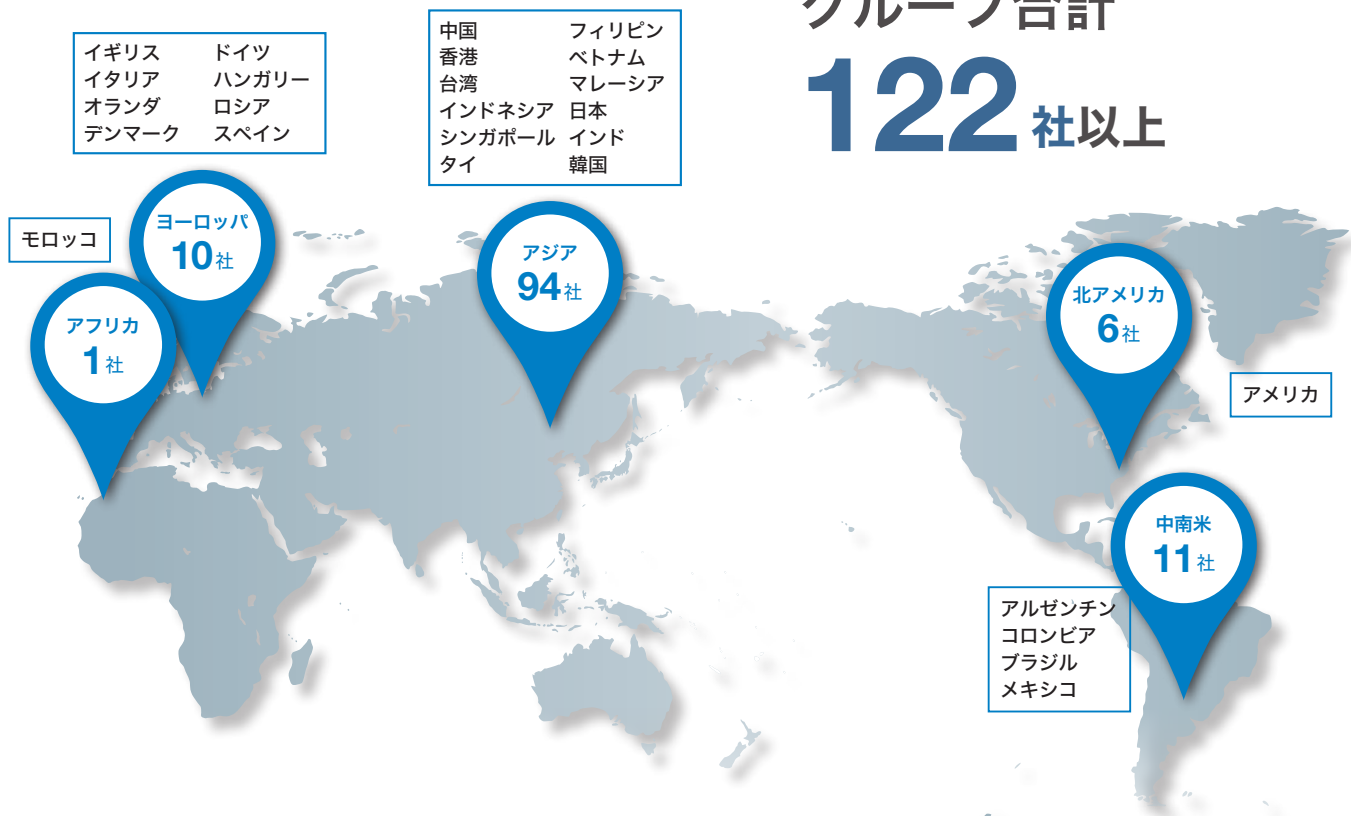 グループ合計
122社以上
イギリス ドイツ
イタリア ハンガリー
オランダ ロシア
デンマーク スペイン
中国 フィリピン
香港 ベトナム
台湾 マレーシア
インドネシア 日本
シンガポール インド
タイ 韓国
モロッコ
ヨーロッパ
10社
アフリカ
1社
アジア
94社
北アメリカ
6社
アメリカ
中南米
11社
アルゼンチン
コロンビア
ブラジル
メキシコ